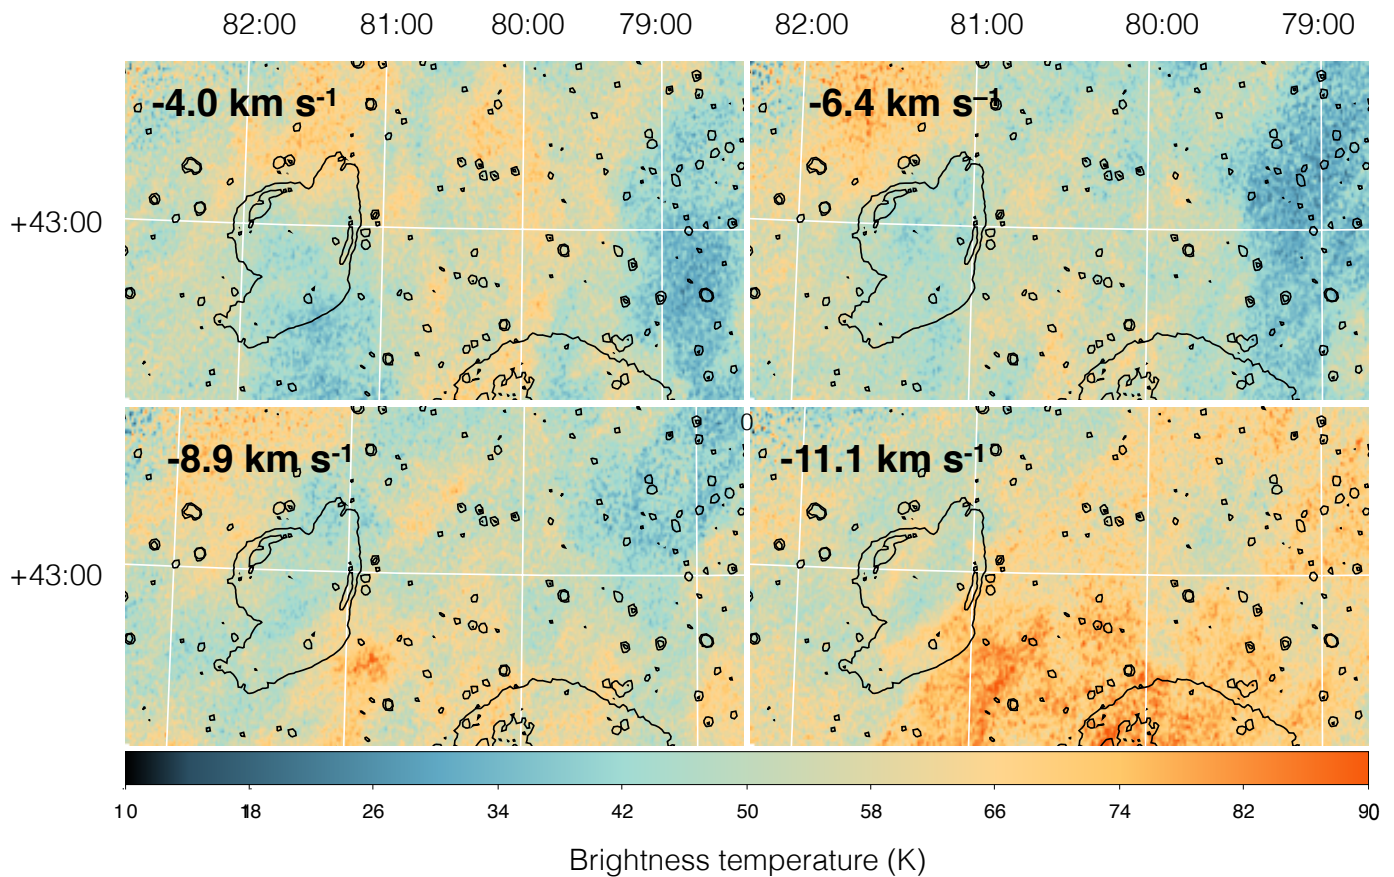 82:00 81:00 80:00 79:00 82:00 81:00 80:00 79:00
-4.0 km s-1 -6.4 km s–1
+43:00
0
-8.9 km s-1 -11.1 km s-1
+43:00
10 18 26 34 42 50 58 66 74 82 90
Brightness temperature (K)